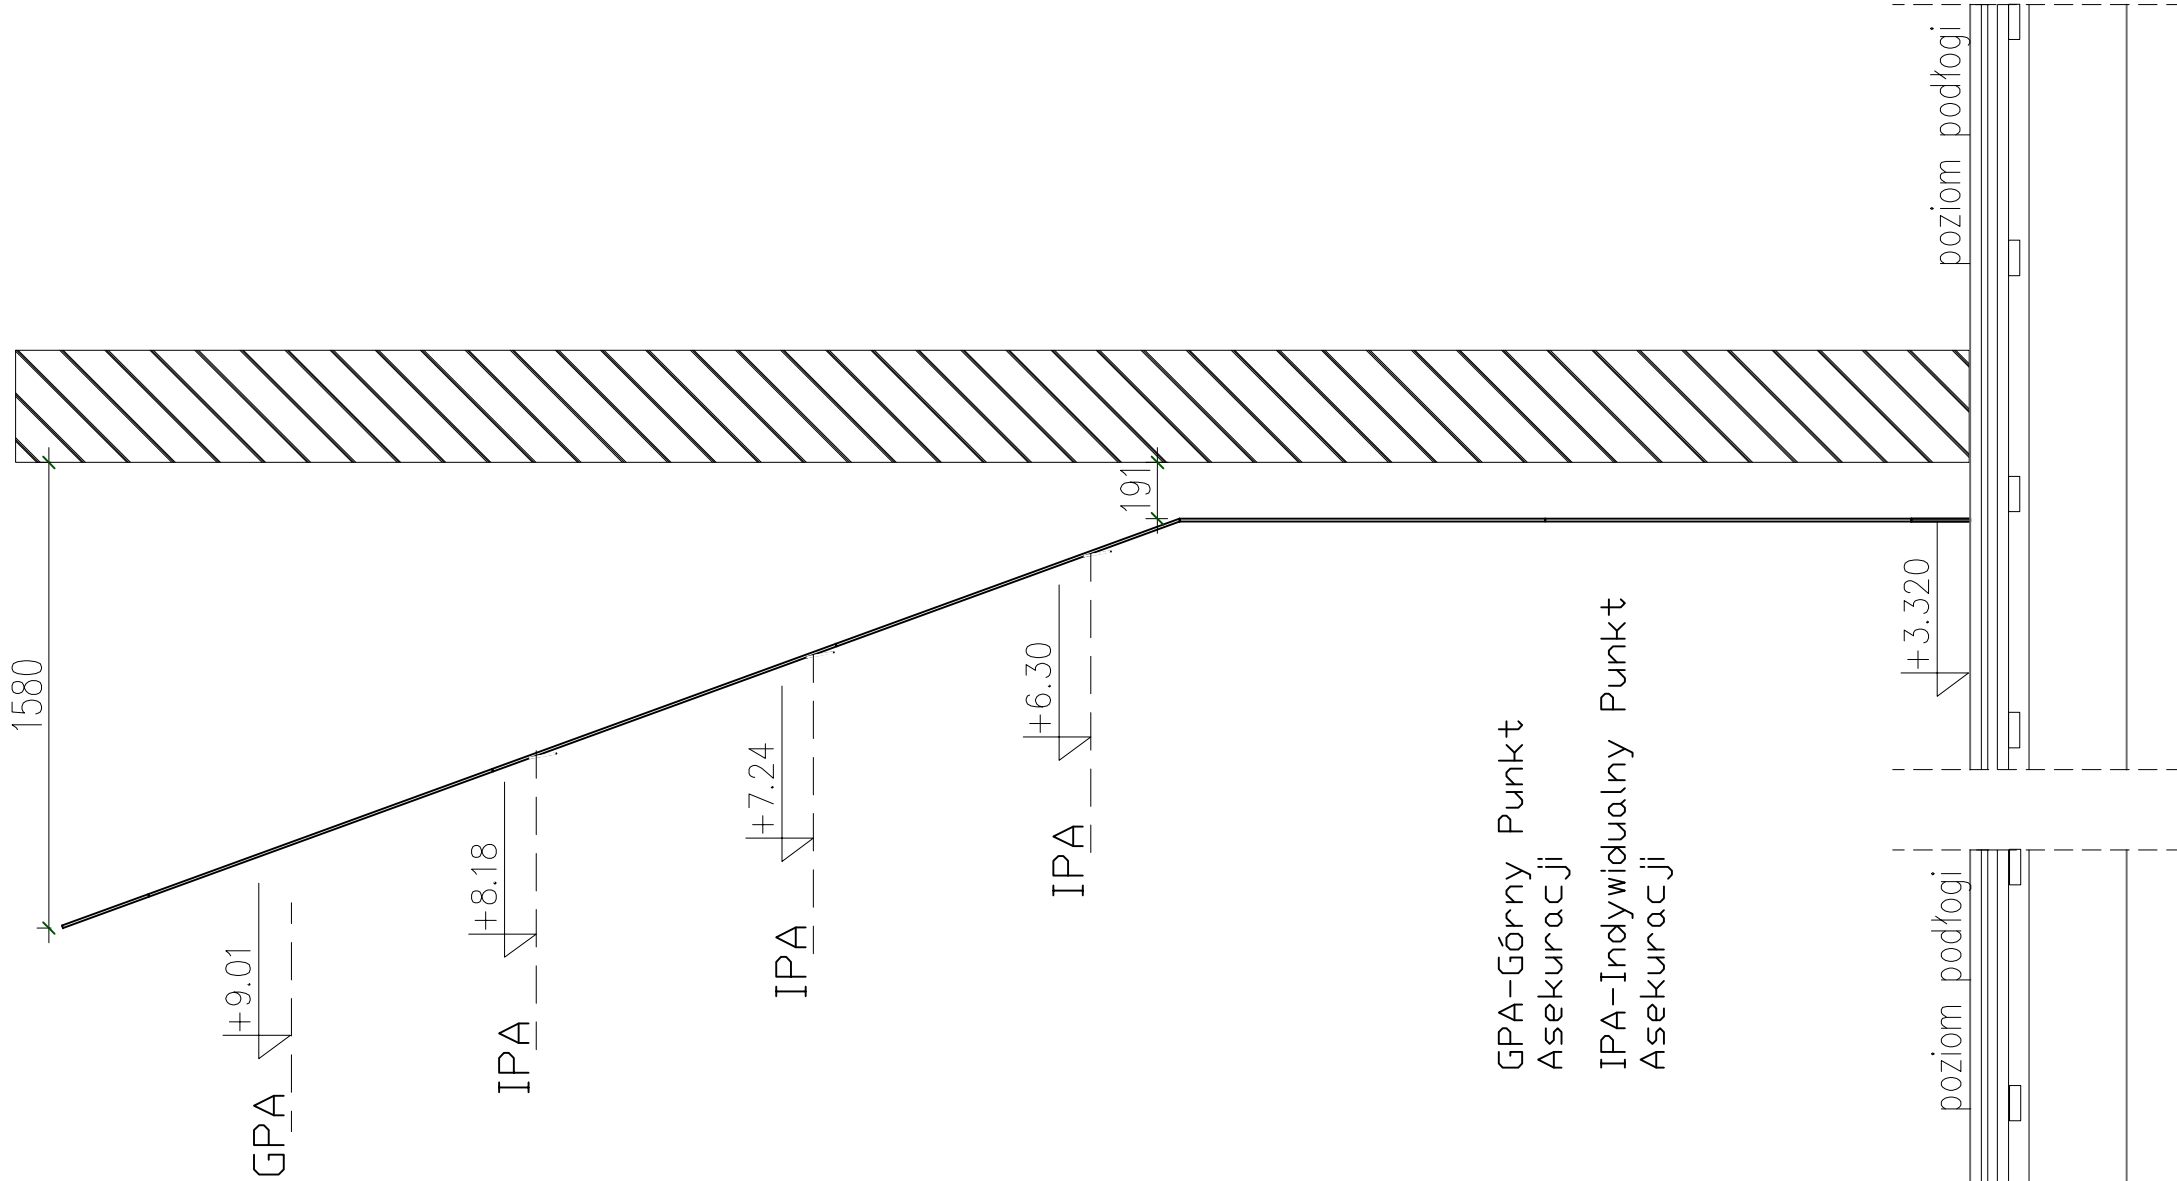 1580
191
GPA
+9.01
IPA
+8.18
IPA
+7.24
IPA
+6.30
GPA-Górny Punkt
Asekuracji
IPA-Indywidualny Punkt
Asekuracji
+3.320
poziom podłogi
poziom podłogi